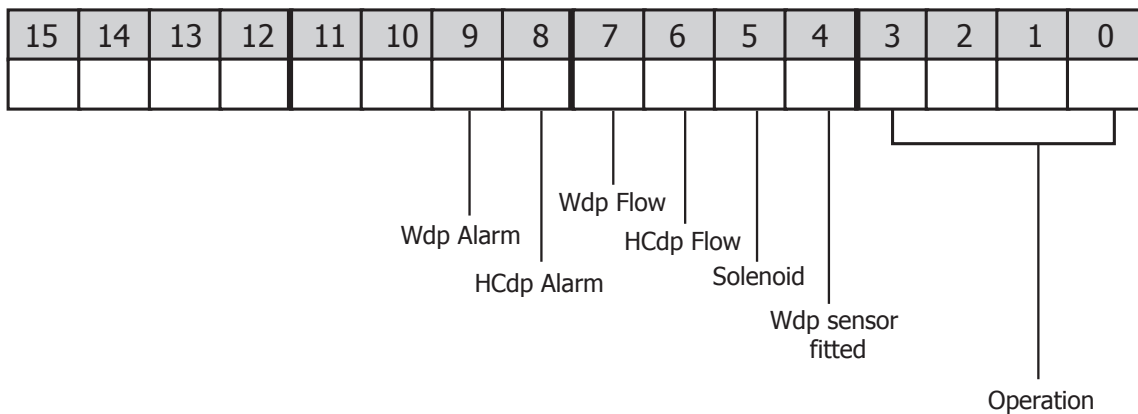 15 14 13 12 11 10 9 8 7 6 5 4 3 2 1 0
Wdp Flow
Wdp Alarm
HCdp Flow
HCdp Alarm
Solenoid
Wdp sensor
fitted
Operation